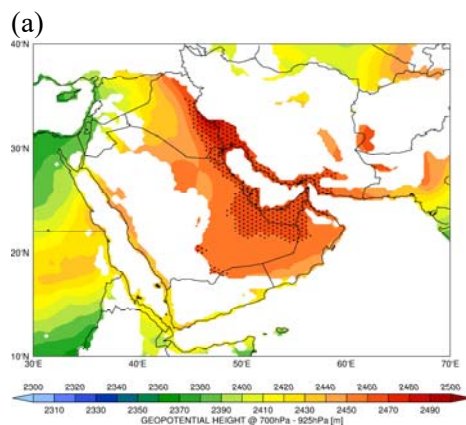 (a)
40°N
30°N
20°N
10°N
30°E 40°E 50°E 60°E 70°E
2300 2320 2340 2360 2380 2400 2420 2440 2460 2480 2500
2310 2330 2350 2370 2390 2410 2430 2450 2470 2490
GEOPOTENTIAL HEIGHT @ 700hPa - 925hPa [m]